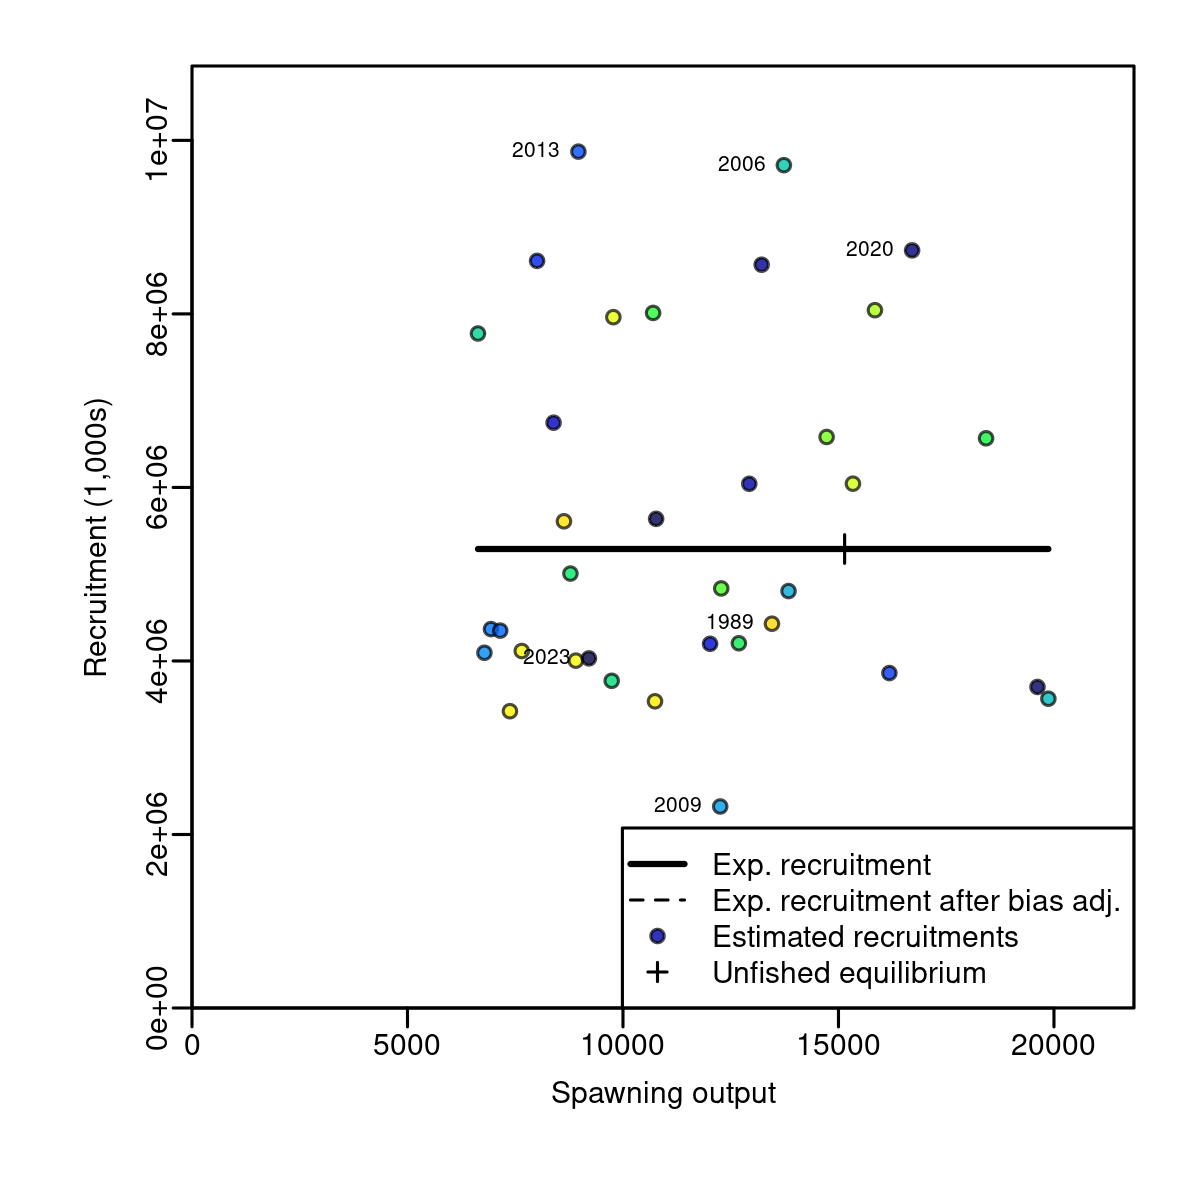 2013
2006
2020
1989
2023
2009
Recruitment (1,000s)
1e+07
8e+06
6e+06
4e+06
2e+06
0e+00
Exp. recruitment
Exp. recruitment after bias adj.
Estimated recruitments
Unfished equilibrium
0 5000 10000 15000 20000
Spawning output